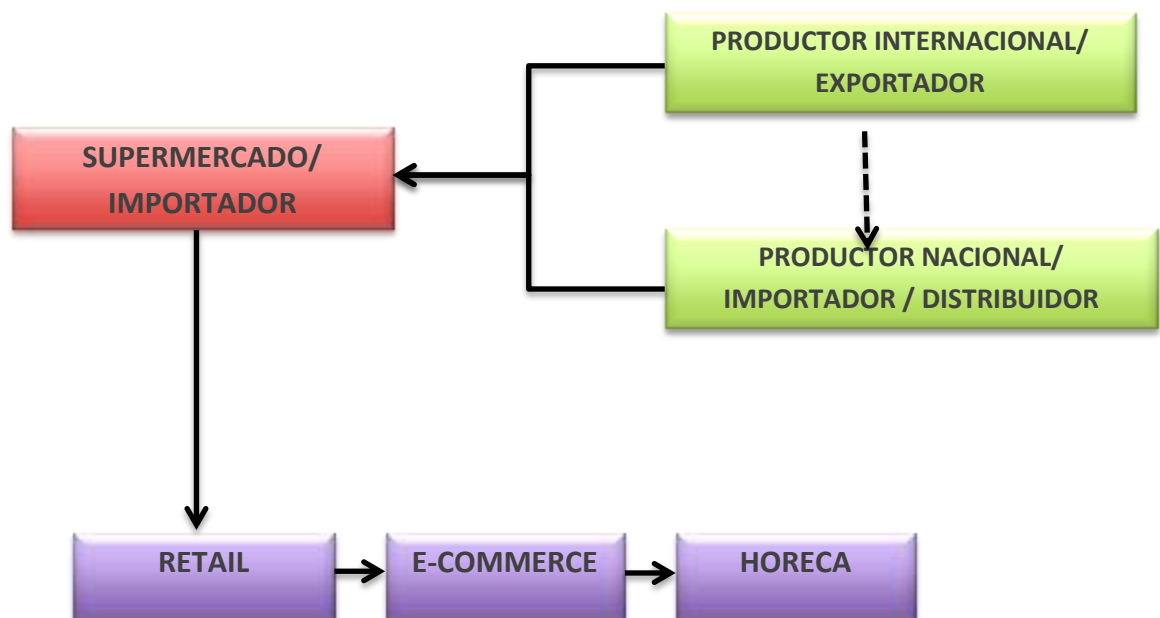 PRODUCTOR INTERNACIONAL/
EXPORTADOR
SUPERMERCADO/
IMPORTADOR
PRODUCTOR NACIONAL/
IMPORTADOR / DISTRIBUIDOR
RETAIL
E-COMMERCE
HORECA